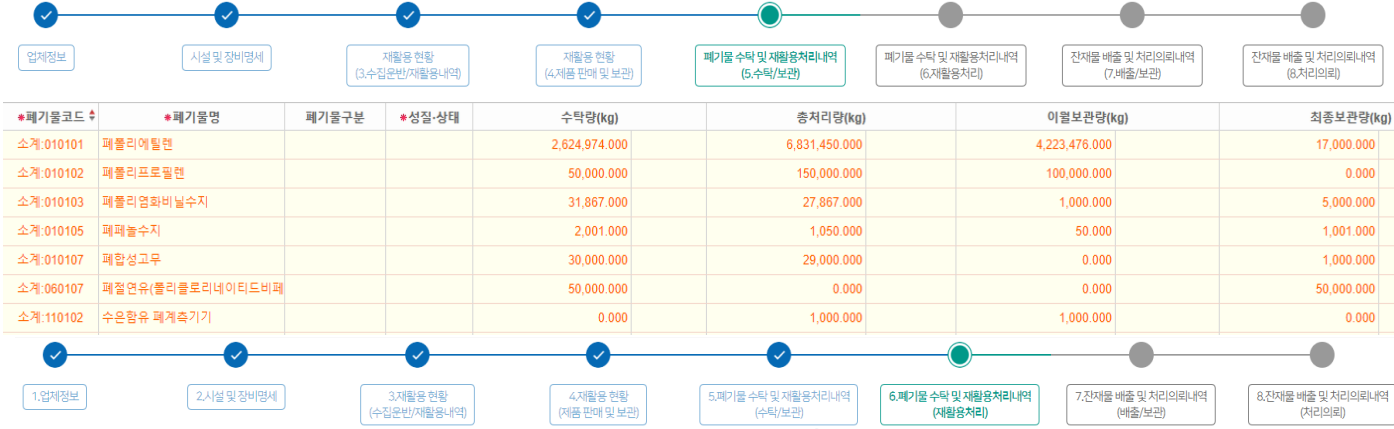 업체정보
시설 및 장비명세
재활용 현황
(3.수집운반/재활용내역)
재활용 현황
(4.제품 판매 및 보관)
폐기물 수탁 및 재활용처리내역
(5.수탁/보관)
폐기물 수탁 및 재활용처리내역
(6.재활용처리)
잔재물 배출 및 처리의뢰내역
(7.배출/보관)
잔재물 배출 및 처리의뢰내역
(8.처리의뢰)
*폐기물코드 *폐기물명 폐기물구분 *성질·상태 수탁량(kg) 총처리량(kg) 이월보관량(kg) 최종보관량(kg)
소계:010101 폐폴리에틸렌 2,624,974.000 6,831,450.000 4,223,476.000 17,000.000
소계:010102 폐폴리프로필렌 50,000.000 150,000.000 100,000.000 0.000
소계:010103 폐폴리염화비닐수지 31,867.000 27,867.000 1,000.000 5,000.000
소계:010105 폐페놀수지 2,001.000 1,050.000 50.000 1,001.000
소계:010107 폐합성고무 30,000.000 29,000.000 0.000 1,000.000
소계:060107 폐절연유(폴리클로리네이티드비페 50,000.000 0.000 0.000 50,000.000
소계:110102 수은함유 폐계측기기 0.000 1,000.000 1,000.000 0.000
1.업체정보
2.시설 및 장비명세
3.재활용 현황
(수집운반/재활용내역)
4.재활용 현황
(제품 판매 및 보관)
5.폐기물 수탁 및 재활용처리내역
(수탁/보관)
6.폐기물 수탁 및 재활용처리내역
(재활용처리)
7.잔재물 배출 및 처리의뢰내역
(배출/보관)
8.잔재물 배출 및 처리의뢰내역
(처리의뢰)